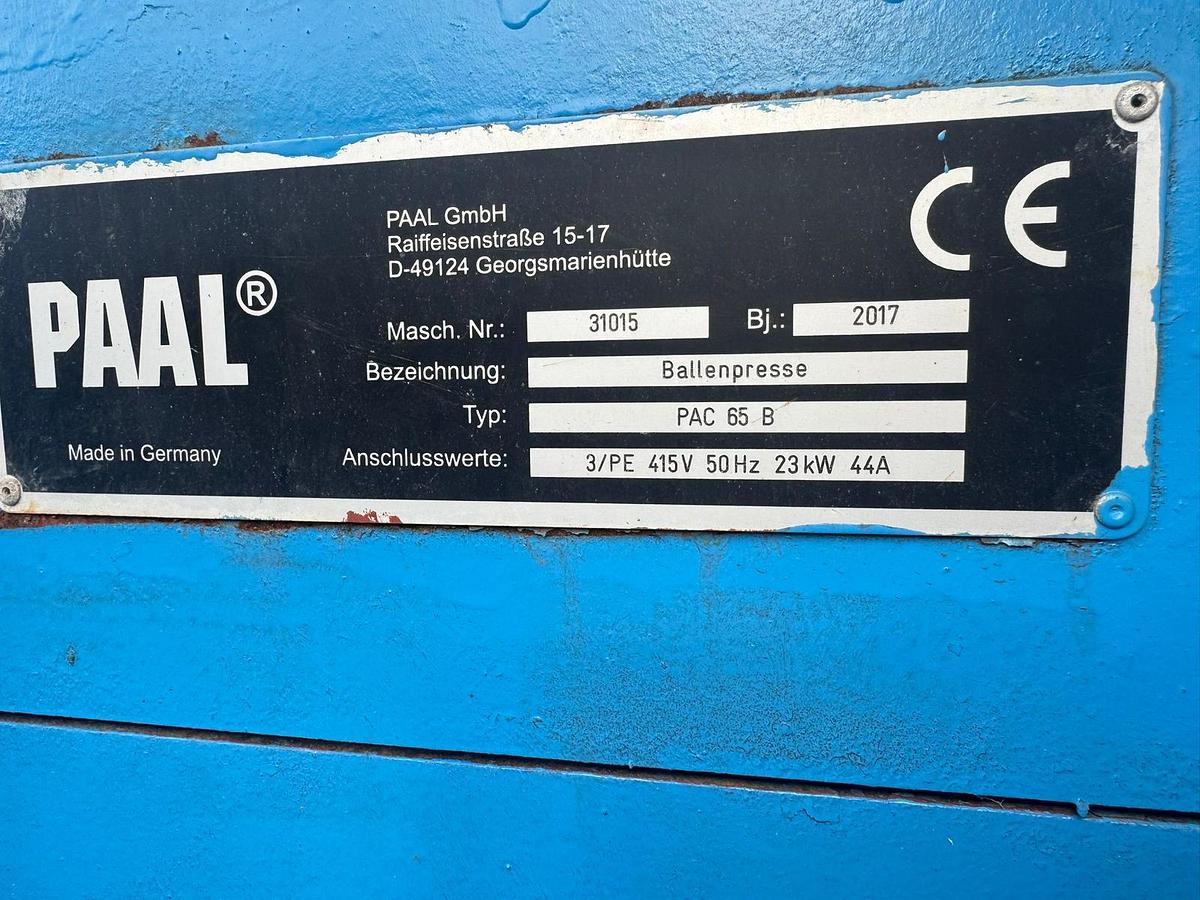 PAAL GmbH
Raiffeisenstraße 15-17
D-49124 Georgsmarienhütte
CE
PAAL®
Made in Germany
Masch. Nr.: 31015 Bj.: 2017
Bezeichnung: Ballenpresse
Typ: PAC 65 B
Anschlusswerte: 3/PE 415V 50Hz 23kW 44A